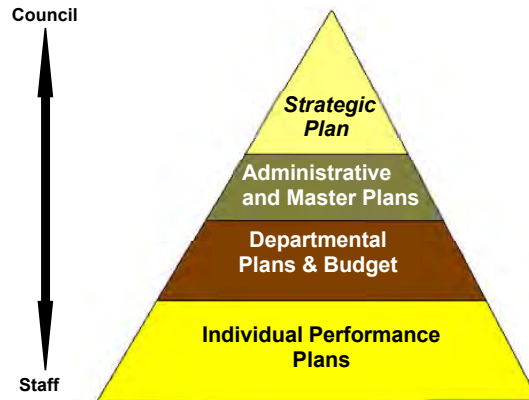 Council
Strategic
Plan
Administrative
and Master Plans
Departmental
Plans & Budget
Individual Performance
Plans
Staff